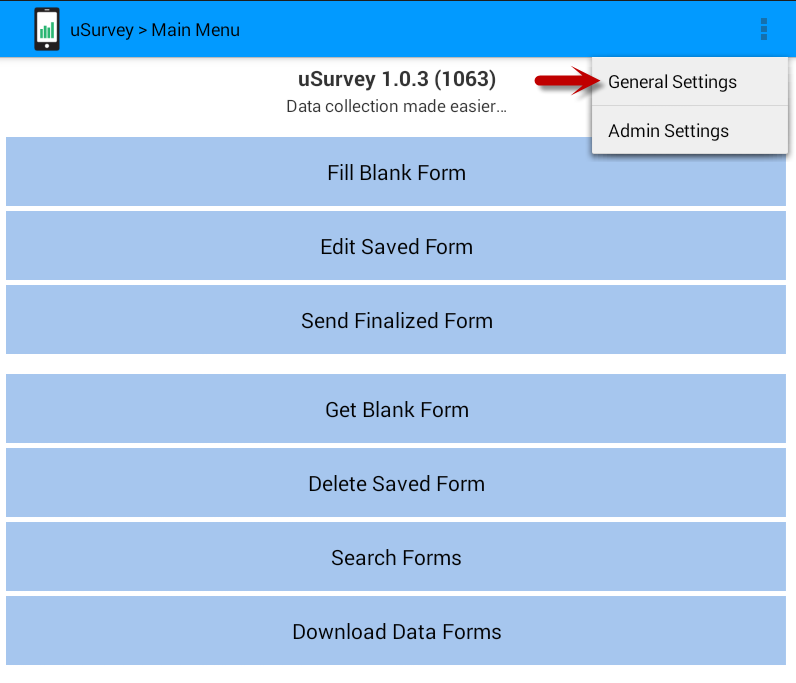 uSurvey > Main Menu
uSurvey 1.0.3 (1063)
Data collection made easier...
General Settings
Admin Settings
Fill Blank Form
Edit Saved Form
Send Finalized Form
Get Blank Form
Delete Saved Form
Search Forms
Download Data Forms